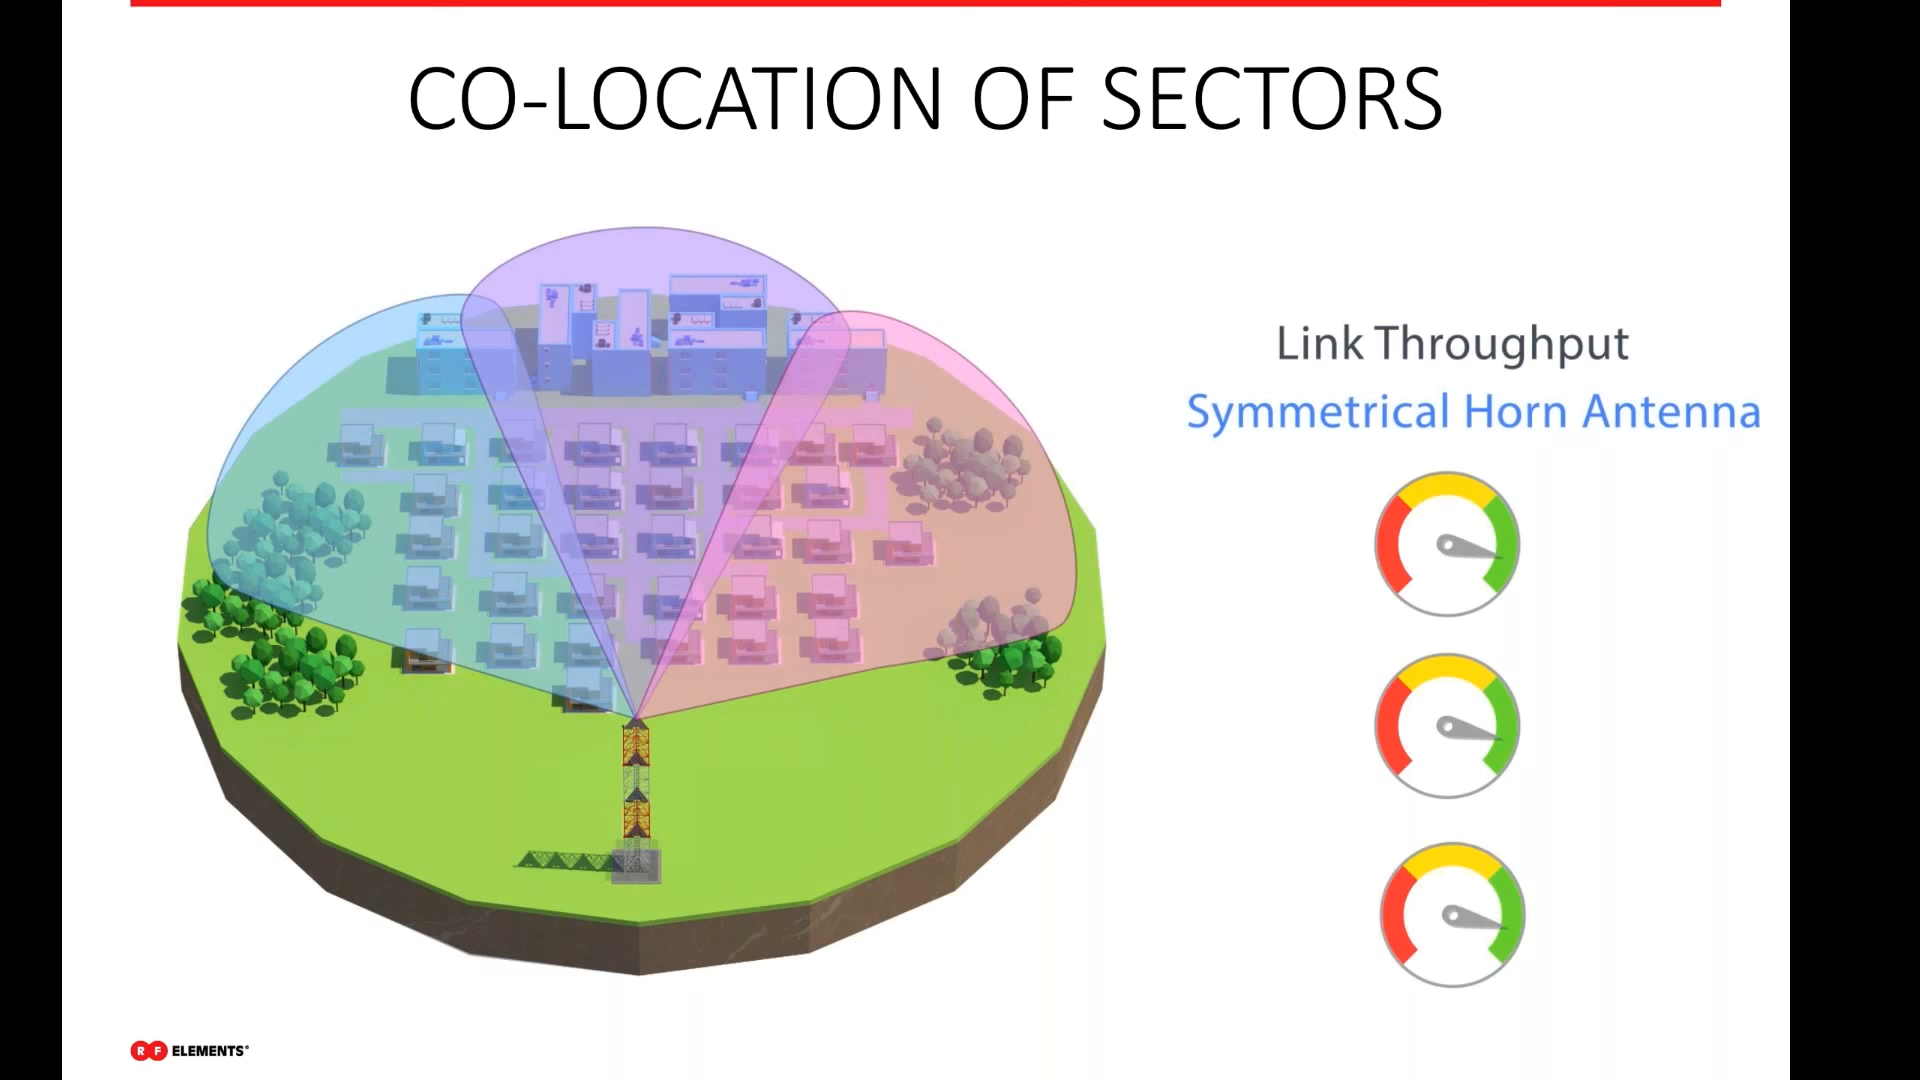 CO-LOCATION OF SECTORS
Link Throughput
Symmetrical Horn Antenna
RF ELEMENTS®